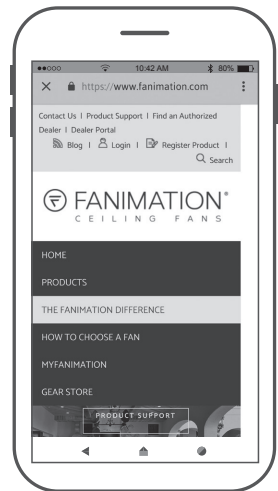 10:42 AM 80%
https://www.fanimation.com
Contact Us | Product Support | Find an Authorized
Dealer | Dealer Portal
Blog | Login | Register Product |
Search
FANIMATION®
CEILING FANS
HOME
PRODUCTS
THE FANIMATION DIFFERENCE
HOW TO CHOOSE A FAN
MYFANIMATION
GEAR STORE
PRODUCT SUPPORT